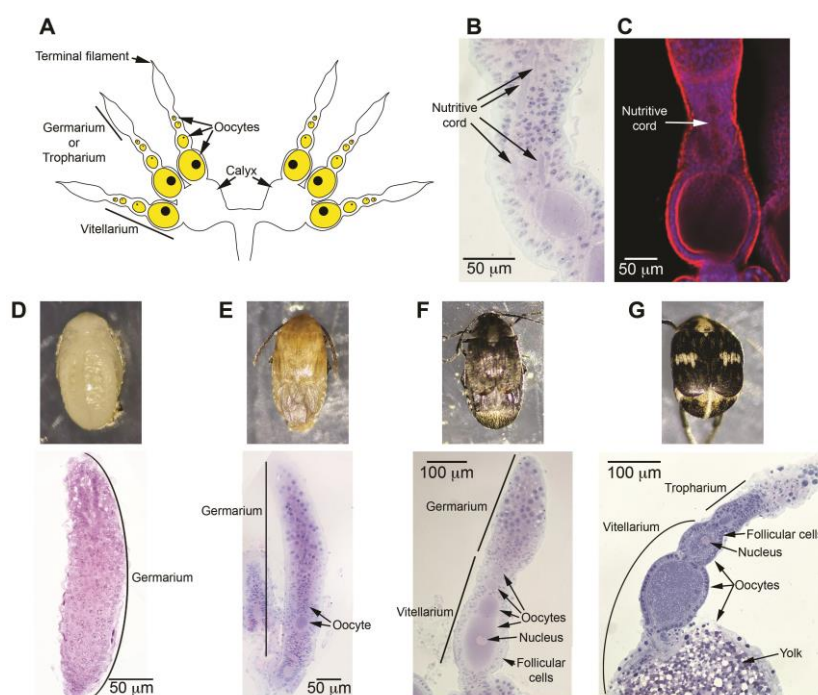 A
Terminal filament
Germarium
or
Tropharium
Oocytes
Calyx
Vitellarium
B
Nutritive
cord
50 μm
C
Nutritive
cord
50 μm
D
Germarium
50 μm
E
Germarium
Oocyte
50 μm
F
100 μm
Germarium
Vitellarium
Oocytes
Nucleus
Follicular
cells
G
100 μm
Tropharium
Vitellarium
Follicular cells
Nucleus
Oocytes
Yolk